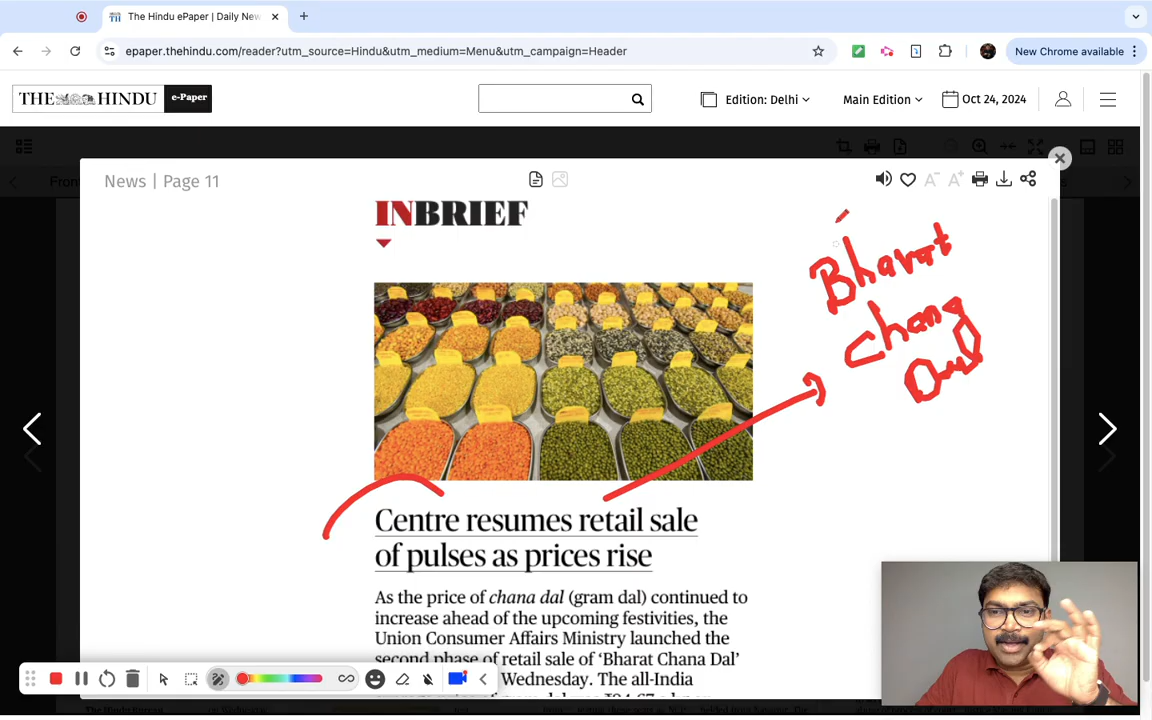 The Hindu ePaper | Daily New
epaper.thehindu.com/reader?utm_source=Hindu&utm_medium=Menu&utm_campaign=Header
New Chrome available
THE HINDU e-Paper
Edition: Delhi
Main Edition
Oct 24, 2024
Fron
News | Page 11
A- A+
INBRIEF
Bharat
Chana
Dal
Centre resumes retail sale
of pulses as prices rise
As the price of chana dal (gram dal) continued to
increase ahead of the upcoming festivities, the
Union Consumer Affairs Ministry launched the
second phase of retail sale of ‘Bharat Chana Dal’
Wednesday. The all-India